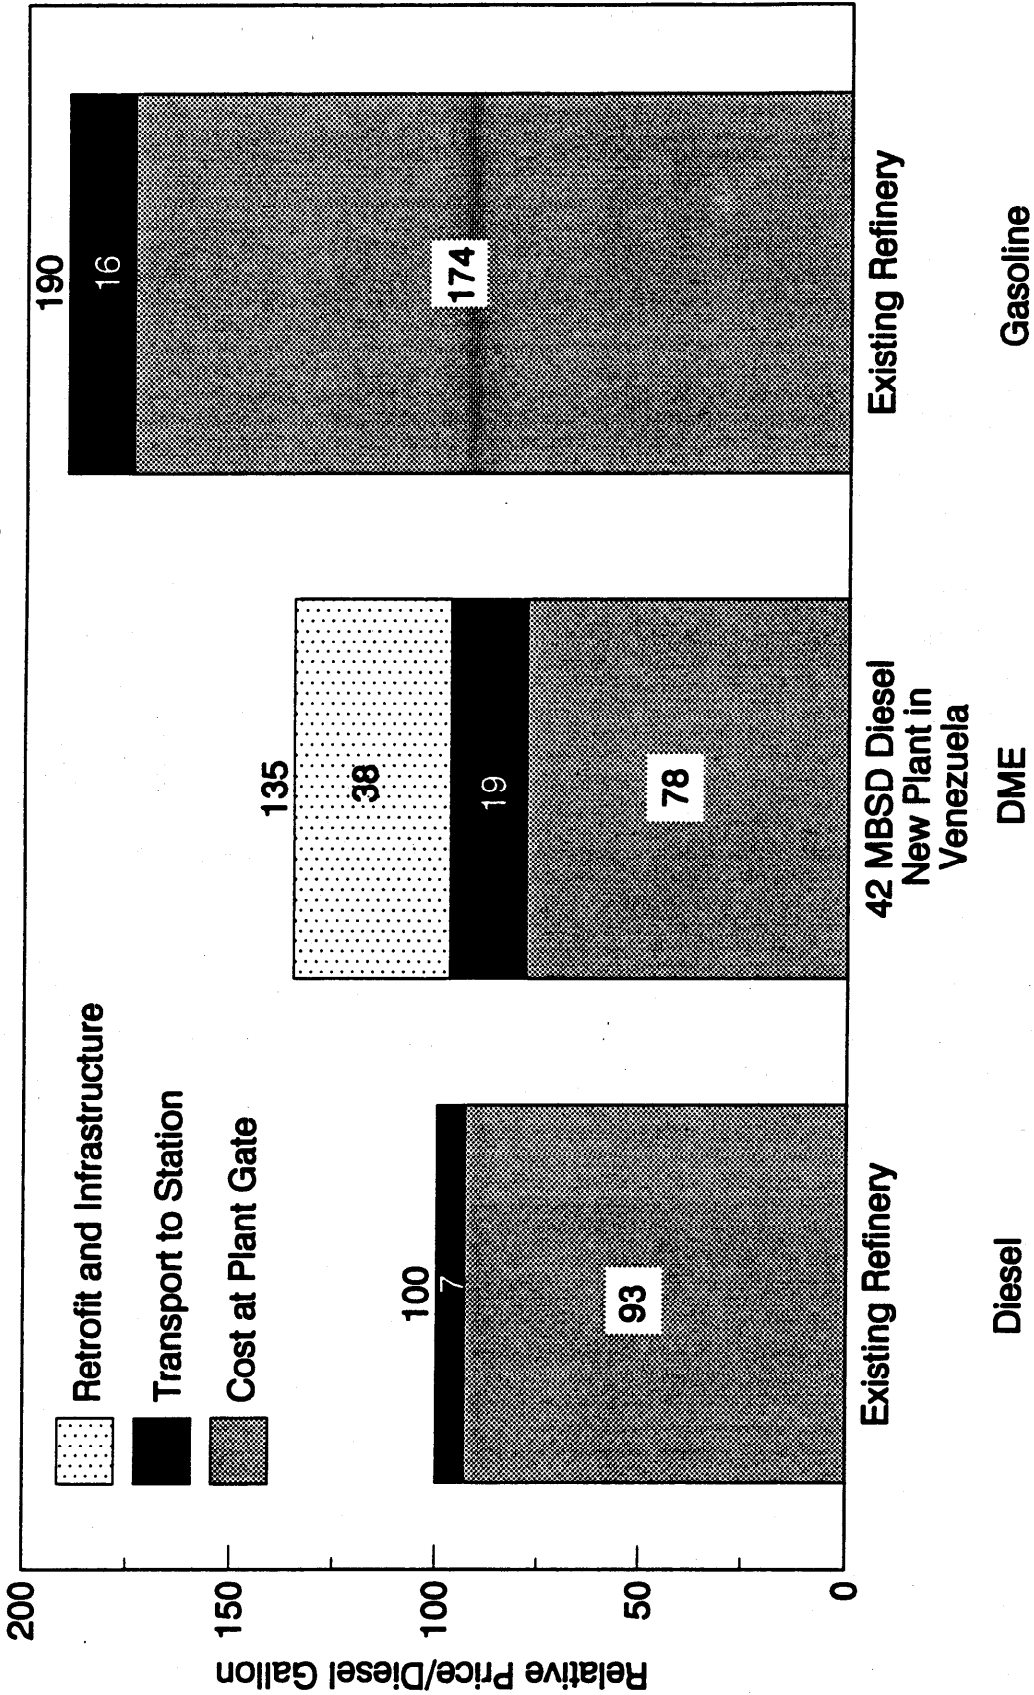 Relative Price/Diesel Gallon
200
150
100
50
0
Retrofit and Infrastructure
Transport to Station
Cost at Plant Gate
100
7
93
135
38
19
78
190
16
174
Existing Refinery
42 MBSD Diesel
New Plant in
Venezuela
Existing Refinery
Diesel
DME
Gasoline